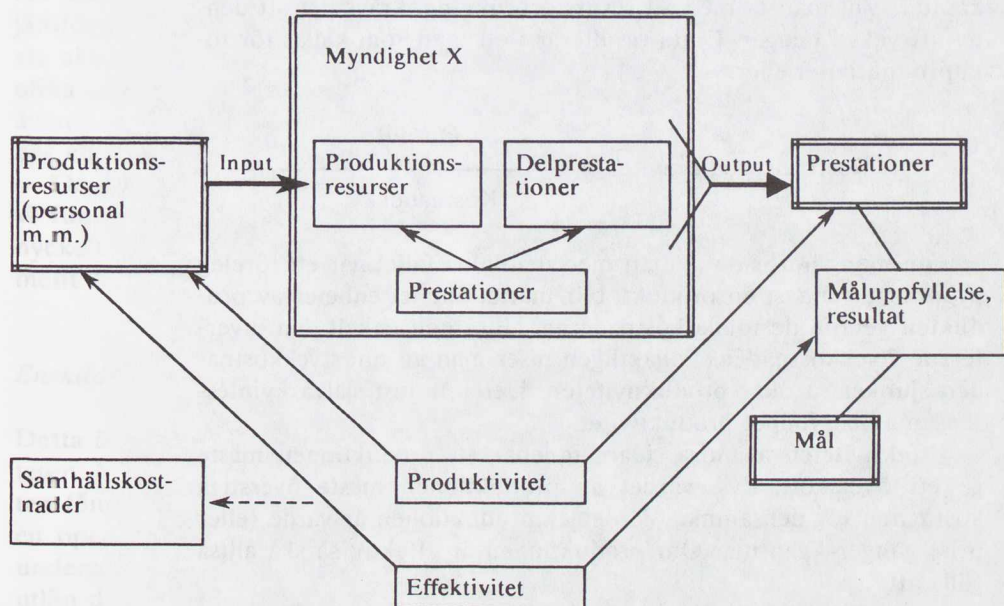 Myndighet X
Produktions-
resurser
(personal
m.m.)
Input
Produktions-
resurser
Delpresta-
tioner
Output
Prestationer
Prestationer
Måluppfyllelse,
resultat
Mål
Samhällskost-
nader
Produktivitet
Effektivitet